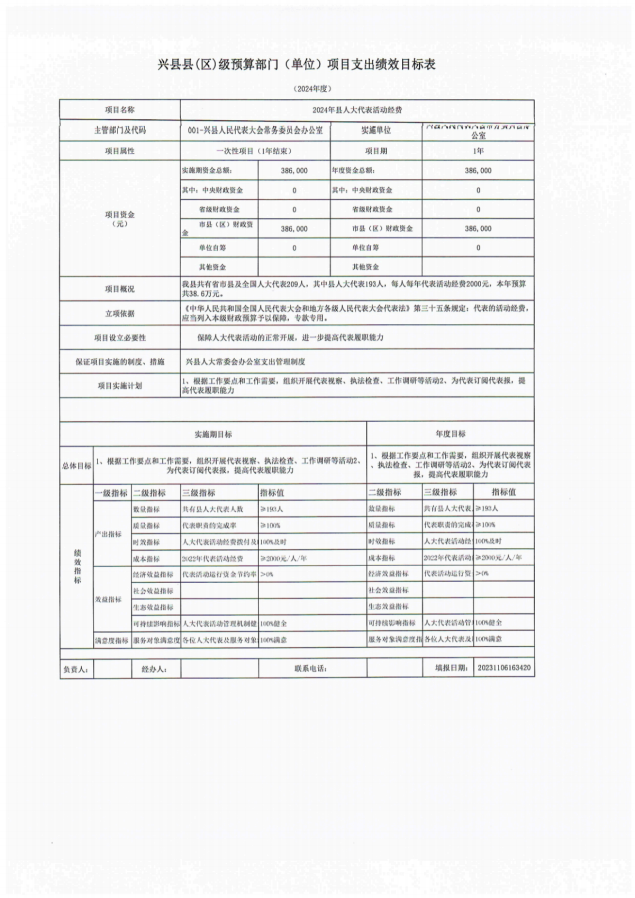 兴县县(区)级预算部门（单位）项目支出绩效目标表
（2024年度）
项目名称 2024年县人大代表活动经费
主管部门及代码 001-兴县人民代表大会常务委员会办公室 实施单位 公室
项目属性 一次性项目（1年结束） 项目期 1年
项目资金（元） 实施期资金总额： 386,000 年度资金总额： 386,000
其中：中央财政资金 0 其中：中央财政资金 0
省级财政资金 0 省级财政资金 0
市县（区）财政资金 386,000 市县（区）财政资金 386,000
单位自筹 0 单位自筹 0
其他资金 其他资金
项目概况 我县共有省市县及全国人大代表209人，其中县人大代表193人，每人每年代表活动经费2000元，本年预算
共38.6万元。
立项依据 《中华人民共和国全国人民代表大会和地方各级人民代表大会代表法》第三十五条规定：代表的活动经费，
应当列入本级财政预算予以保障，专款专用。
项目设立必要性 保障人大代表活动的正常开展，进一步提高代表履职能力
保证项目实施的制度、措施 兴县人大常委会办公室支出管理制度
项目实施计划 1、根据工作要点和工作需要，组织开展代表视察、执法检查、工作调研等活动2、为代表订阅代表报，提
高代表履职能力
实施期目标 年度目标
总体目标 1、根据工作要点和工作需要，组织开展代表视察、执法检查、工作调研等活动2、
为代表订阅代表报，提高代表履职能力
1、根据工作要点和工作需要，组织开展代表视察
、执法检查、工作调研等活动2、为代表订阅代表
报，提高代表履职能力
绩效指标 一级指标 二级指标 三级指标 指标值 二级指标 三级指标 指标值
产出指标 数量指标 共有县人大代表人数 ≥193人 数量指标 共有县人大代表 ≥193人
质量指标 代表职责的完成率 ≥100% 质量指标 代表职责的完成 ≥100%
时效指标 人大代表活动经费拨付及 100%及时 时效指标 人大代表活动经 100%及时
成本指标 2022年代表活动经费 ≥2000元/人/年 成本指标 2022年代表活动 ≥2000元/人/年
效益指标 经济效益指标 代表活动运行资金节约率 >0% 经济效益指标 代表活动运行资 >0%
社会效益指标 社会效益指标
生态效益指标 生态效益指标
可持续影响指标 人大代表活动管理机制健 100%健全 可持续影响指标 人大代表活动管 100%健全
满意度指标 服务对象满意度 各位人大代表及服务对象 100%满意 服务对象满意度指 各位人大代表及 100%满意
负责人： 经办人： 联系电话： 填报日期： 20231106163420